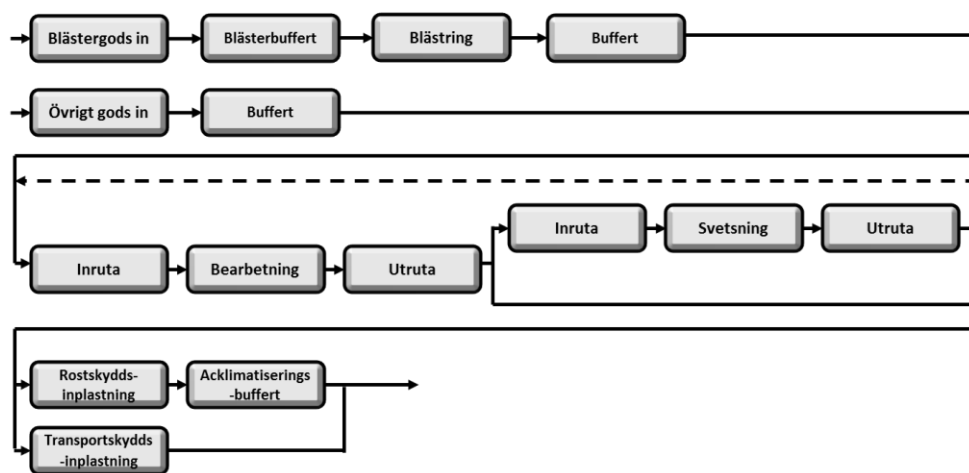 Blästergods in
Blästerbuffert
Blästring
Buffert
Övrigt gods in
Buffert
Inruta
Svetsning
Utruta
Inruta
Bearbetning
Utruta
Rostskydds-
inplastning
Acklimatiserings
-buffert
Transportskydds
-inplastning